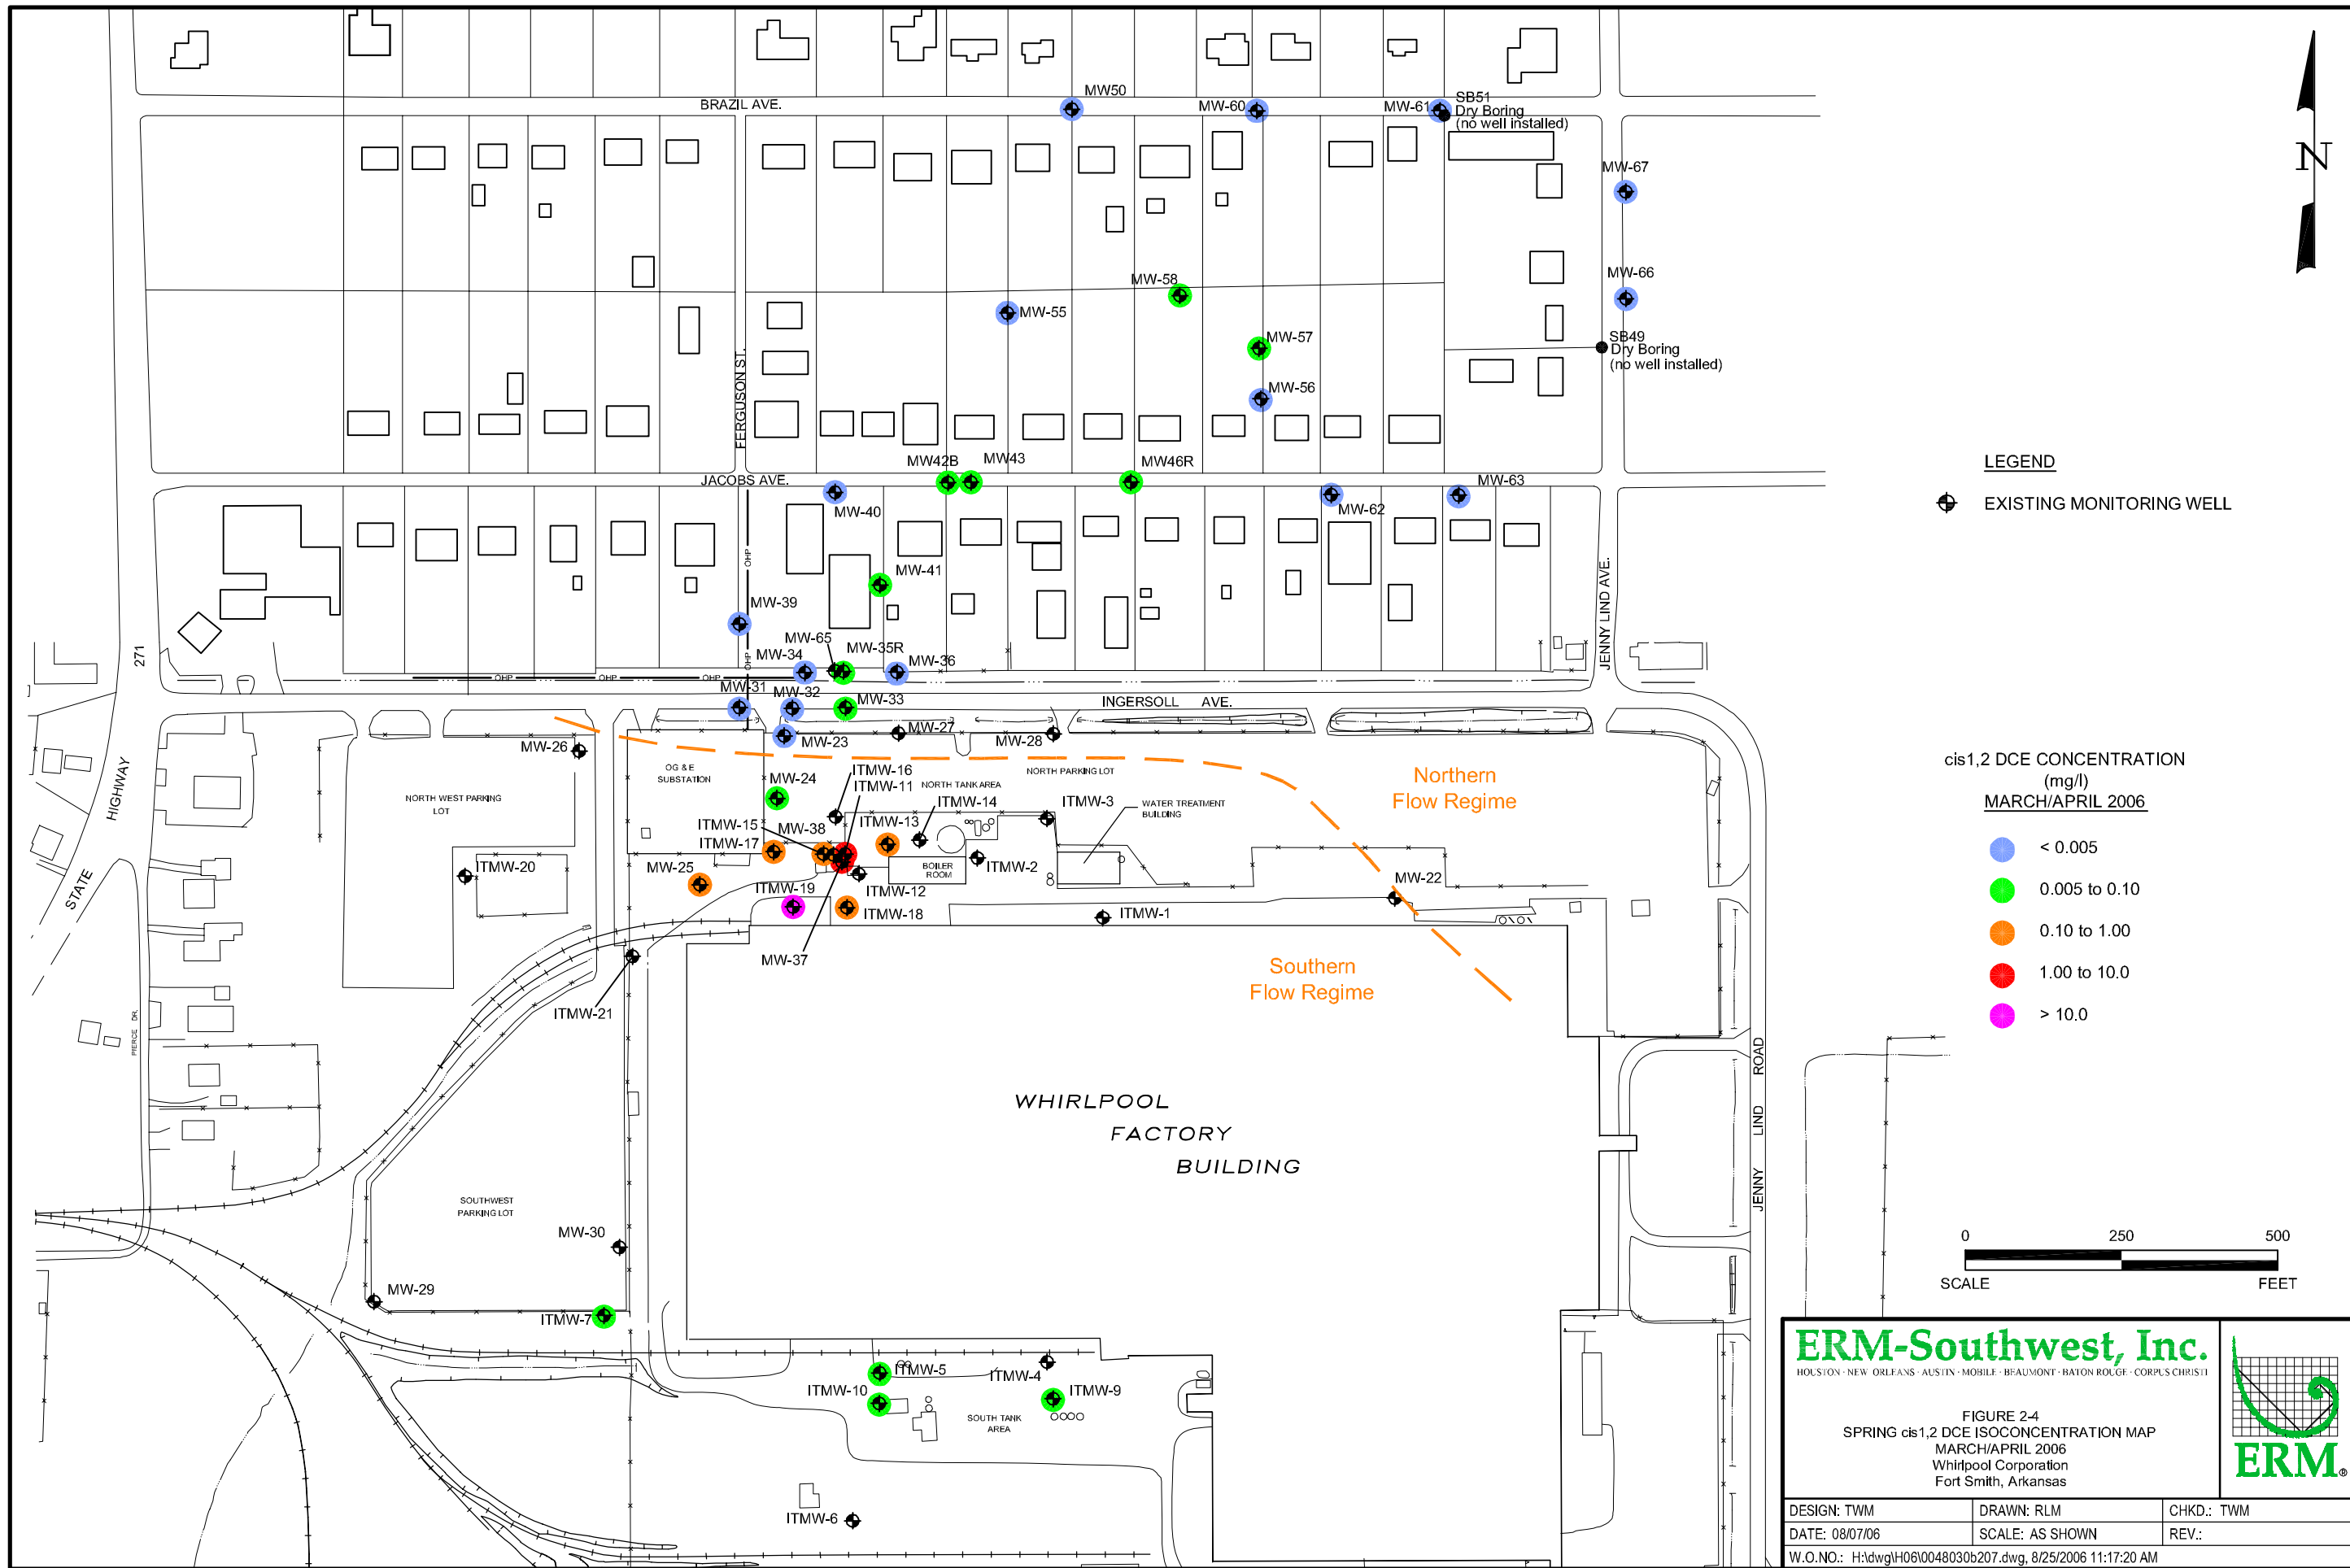 BRAZIL AVE.
MW50
MW-60
MW-61
SB51
Dry Boring
(no well installed)
N
MW-67
MW-66
MW-58
MW-55
MW-57
SB49
Dry Boring
(no well installed)
MW-56
FERGUSON ST.
MW42B
MW43
MW46R
JACOBS AVE.
MW-40
MW-62
MW-63
LEGEND
EXISTING MONITORING WELL
OHP
MW-41
MW-39
JENNY LIND AVE.
271
MW-65
MW-35R
MW-34
MW-36
OHP
OHP
OHP
OHP
MW-31
MW-32
MW-33
INGERSOLL AVE.
MW-26
MW-23
MW-27
MW-28
cis1,2 DCE CONCENTRATION
(mg/l)
MARCH/APRIL 2006
< 0.005
0.005 to 0.10
0.10 to 1.00
1.00 to 10.0
> 10.0
OG & E
SUBSTATION
MW-24
ITMW-16
ITMW-11
NORTH TANK AREA
NORTH PARKING LOT
Northern
Flow Regime
STATE HIGHWAY
NORTH WEST PARKING
LOT
ITMW-14
ITMW-3
WATER TREATMENT
BUILDING
ITMW-15
MW-38
ITMW-13
ITMW-17
MW-25
ITMW-20
BOILER
ROOM
ITMW-2
ITMW-19
ITMW-12
MW-22
ITMW-18
ITMW-1
MW-37
Southern
Flow Regime
ITMW-21
PIERCE DR.
JENNY LIND ROAD
WHIRLPOOL
FACTORY
BUILDING
SOUTHWEST
PARKING LOT
MW-30
MW-29
ITMW-7
0 250 500
SCALE FEET
ITMW-5
ITMW-4
ITMW-10
ITMW-9
SOUTH TANK
AREA
ITMW-6
ERM-Southwest, Inc.
HOUSTON · NEW ORLEANS · AUSTIN · MOBILE · BEAUMONT · BATON ROUGE · CORPUS CHRISTI
FIGURE 2-4
SPRING cis1,2 DCE ISOCONCENTRATION MAP
MARCH/APRIL 2006
Whirlpool Corporation
Fort Smith, Arkansas
ERM®
DESIGN: TWM
DRAWN: RLM
CHKD.: TWM
DATE: 08/07/06
SCALE: AS SHOWN
REV.:
W.O.NO.: H:\dwg\H06\0048030b207.dwg, 8/25/2006 11:17:20 AM